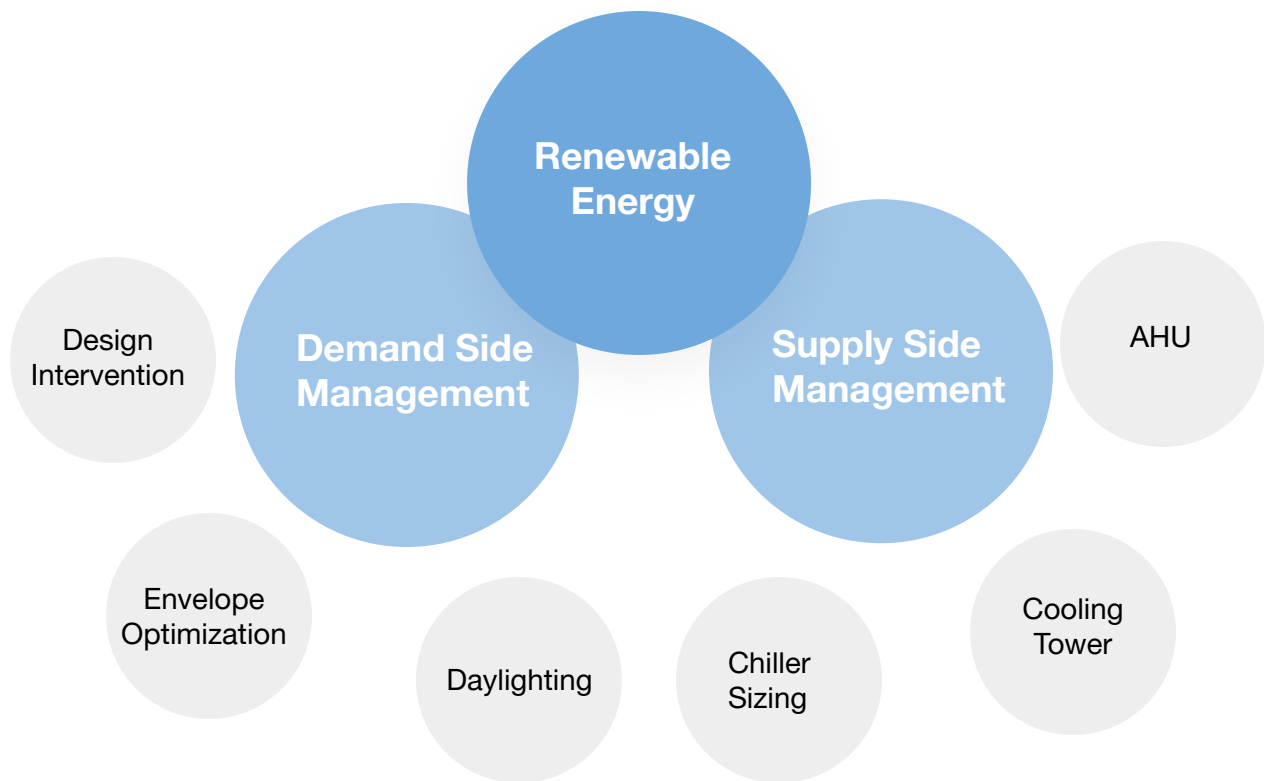 Renewable
Energy
Demand Side
Management
Supply Side
Management
Design
Intervention
AHU
Envelope
Optimization
Daylighting
Chiller
Sizing
Cooling
Tower